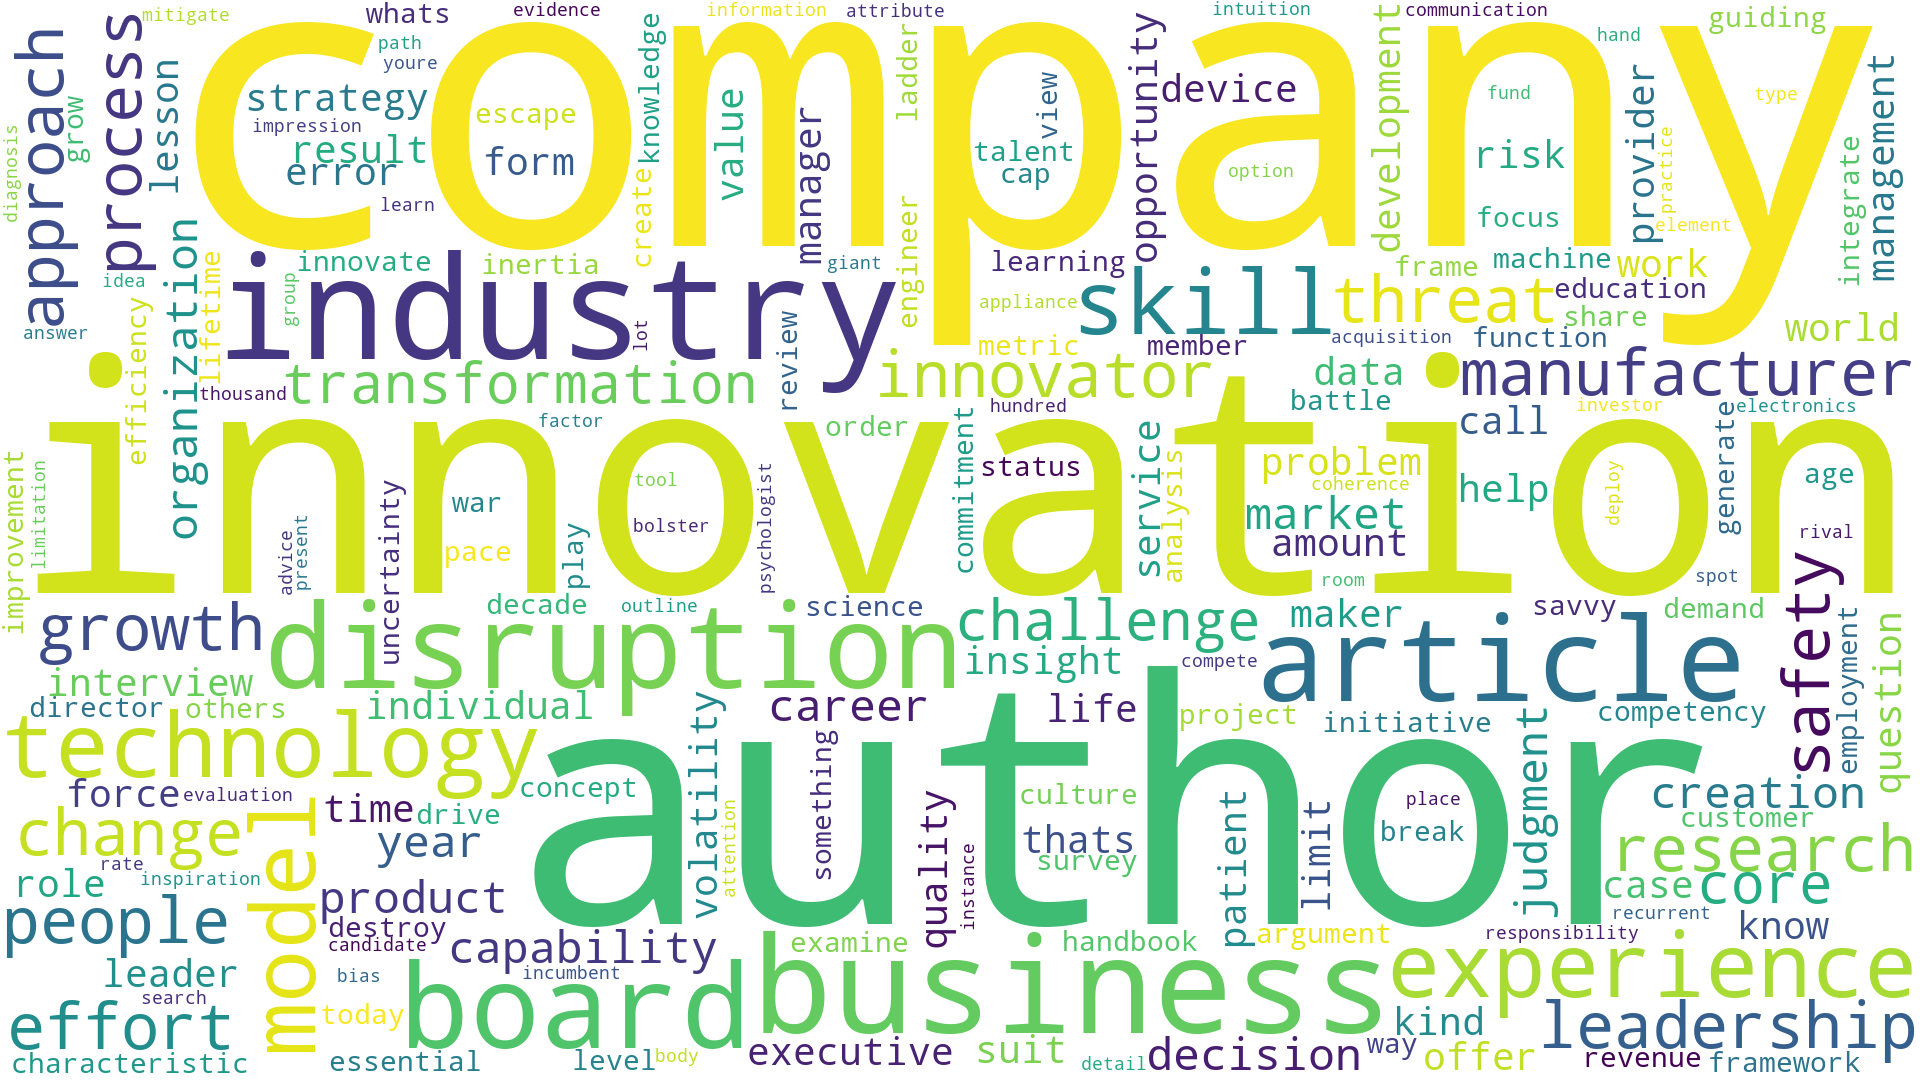 company
innovation
author
industry
disruption
article
technology
business
board
experience
model
skill
threat
manufacturer
innovator
transformation
approach
process
growth
challenge
safety
change
people
effort
research
leadership
core
creation
product
capability
decision
executive
organization
mitigate
whats
evidence
information
attribute
intuition
communication
guiding
path
youre
hand
strategy
escape
knowledge
ladder
view
opportunity
device
development
fund
type
provider
management
lesson
grow
diagnosis
impression
result
error
form
learn
value
manager
create
talent
cap
option
risk
focus
practice
element
integrate
innovate
inertia
engineer
giant
learning
appliance
frame
machine
work
education
share
world
idea
answer
group
lifetime
efficiency
lot
review
metric
member
acquisition
function
thousand
factor
order
hundred
data
battle
call
investor
electronics
improvement
limitation
advice
present
uncertainty
war
pace
play
tool
bolster
psychologist
commitment
status
service
analysis
problem
coherence
market
amount
help
deploy
generate
age
rival
room
spot
decade
outline
science
insight
compete
maker
savvy
demand
interview
director
others
individual
volatility
career
life
project
initiative
judgment
competency
employment
question
force
evaluation
time
drive
concept
year
attention
something
quality
instance
culture
thats
survey
patient
limit
place
break
customer
case
rate
inspiration
role
destroy
candidate
bias
incumbent
examine
handbook
argument
recurrent
responsibility
know
leader
search
today
characteristic
essential
level
body
suit
detail
kind
way
offer
revenue
framework